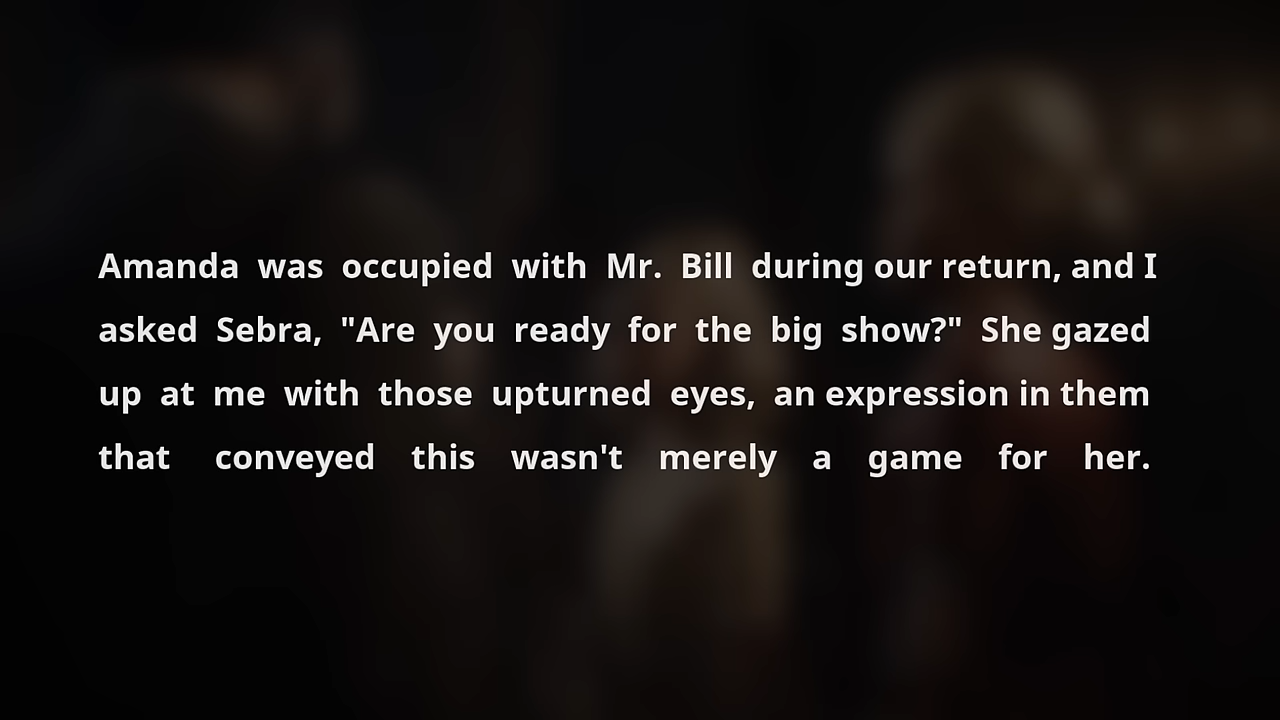 Amanda was occupied with Mr. Bill during our return, and I
asked Sebra, "Are you ready for the big show?" She gazed
up at me with those upturned eyes, an expression in them
that conveyed this wasn't merely a game for her.